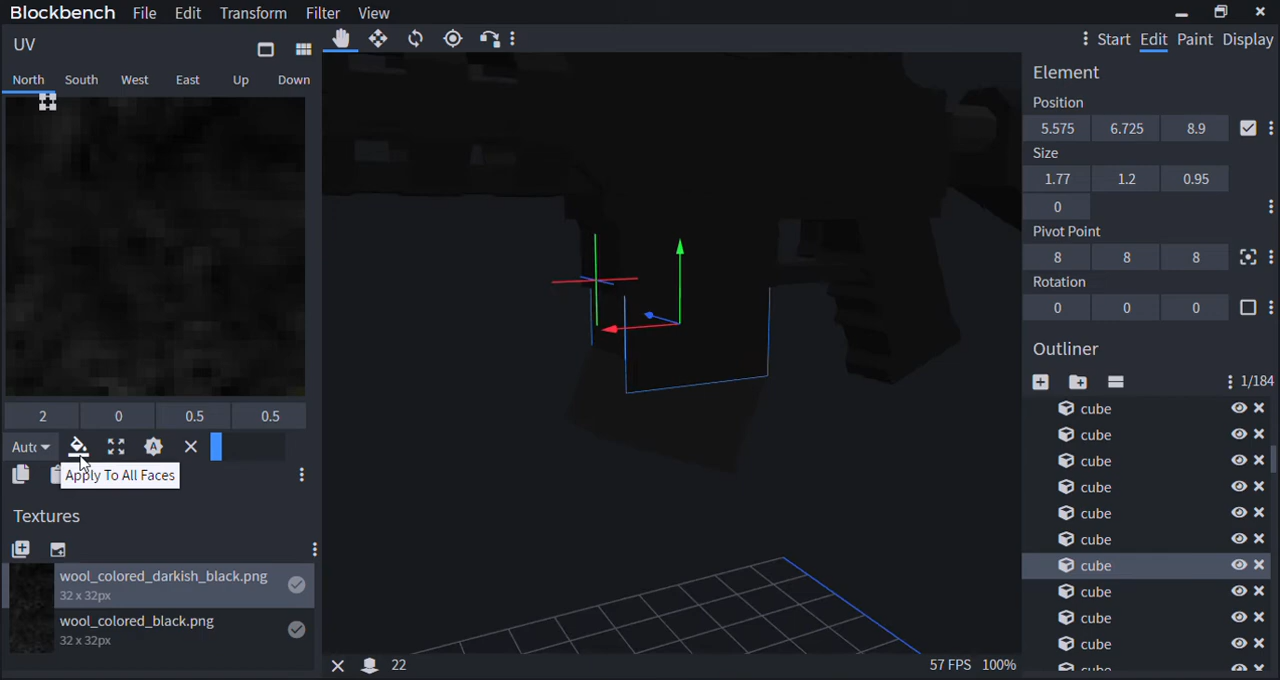 Blockbench File Edit Transform Filter View
UV
Start Edit Paint Display
North South West East Up Down
Element
Position
5.575 6.725 8.9
Size
1.77 1.2 0.95
0
Pivot Point
8 8 8
Rotation
0 0 0
Outliner
1/184
cube
cube
cube
cube
cube
cube
cube
cube
cube
cube
2 0 0.5 0.5
Apply To All Faces
Textures
wool_colored_darkish_black.png
32 x 32px
wool_colored_black.png
32 x 32px
22
57 FPS 100%